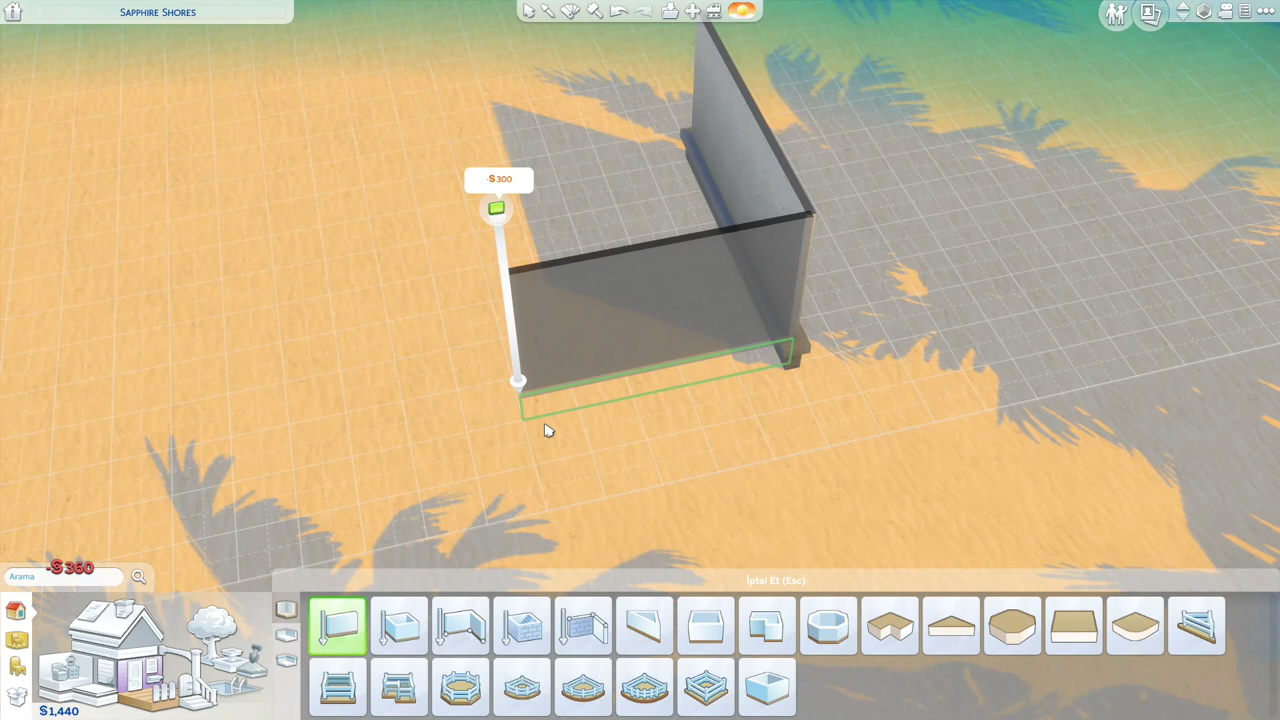 SAPPHIRE SHORES
-§300
-§360
Arama
İptal Et (Esc)
§1,440